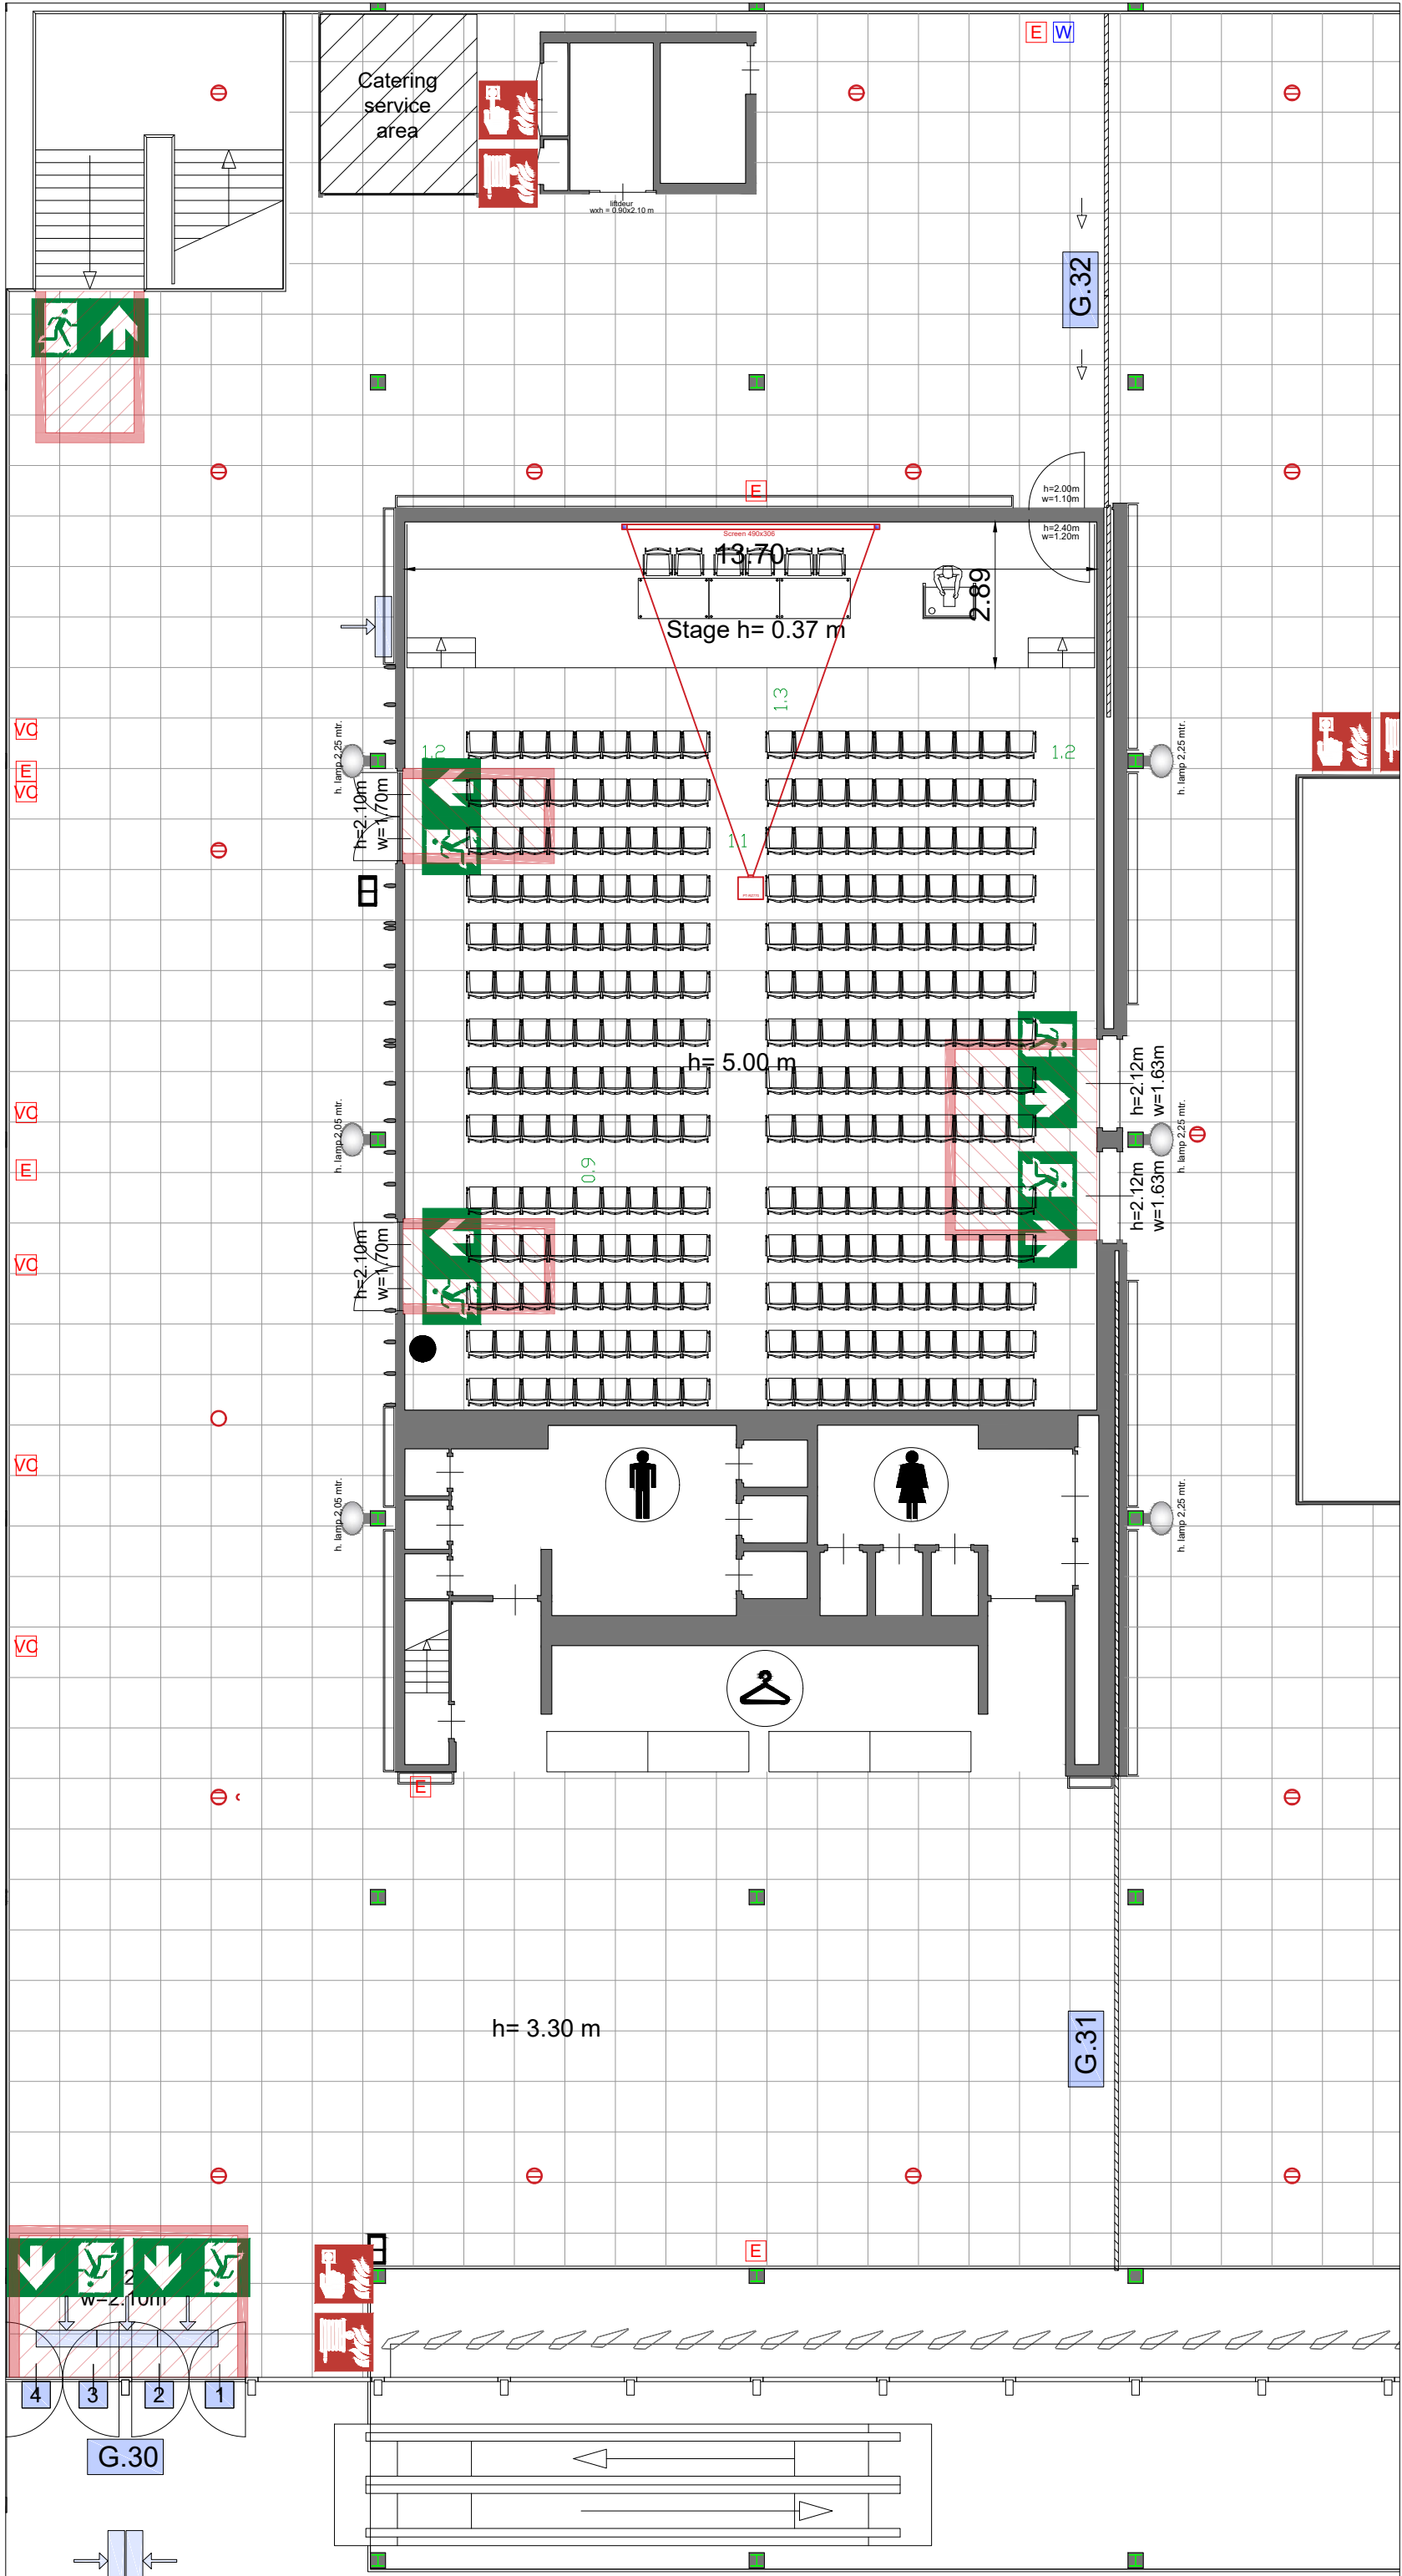 E W
Catering
service
area
liftdeur
wxh = 0.90x2.10 m
G.32
E
h=2.00m
w=1.10m
h=2.40m
w=1.20m
Screen 490x306
13.70
2.89
Stage h= 0.37 m
1.3
VC
h. lamp 2,25 mtr.
1.2
1.2
h. lamp 2,25 mtr.
E
VC
h=2.10m
w=1.70m
1.1
h= 5.00 m
h=2.12m
w=1.63m
VC
h. lamp 2,05 mtr.
h. lamp 2,25 mtr.
E
0.9
h=2.12m
w=1.63m
VC
h=2.10m
w=1.70m
VC
h. lamp 2,05 mtr.
h. lamp 2,25 mtr.
VC
E
c
h= 3.30 m
G.31
E
2
w=2.10m
4 3 2 1
G.30